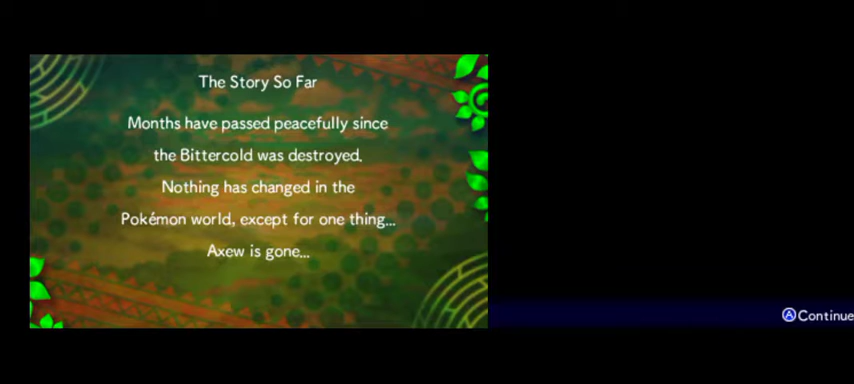 The Story So Far
Months have passed peacefully since
the Bittercold was destroyed.
Nothing has changed in the
Pokémon world, except for one thing...
Axew is gone...
Ⓐ Continue